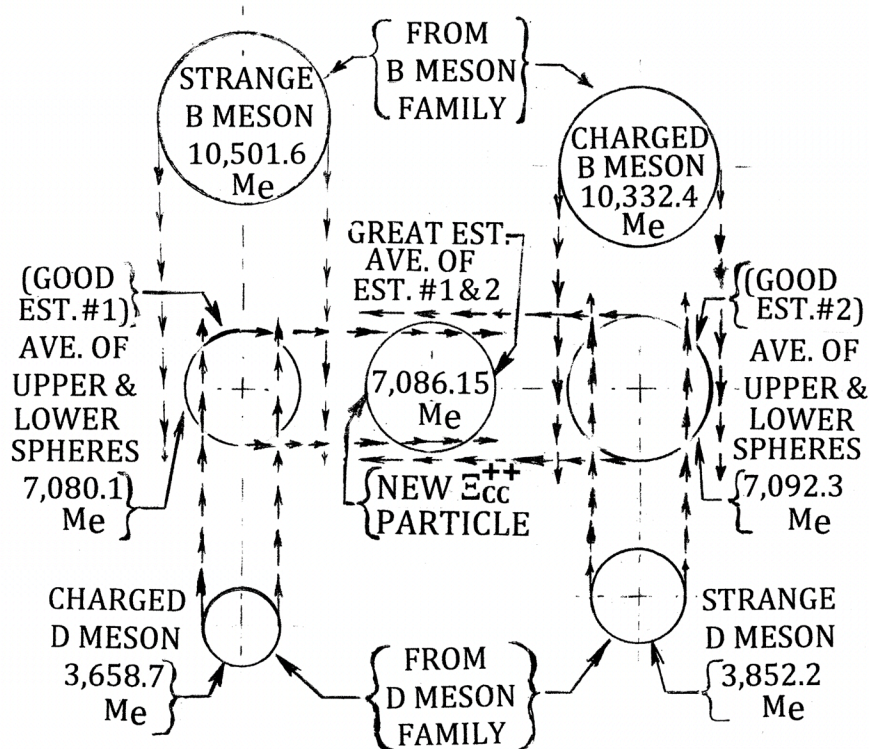 FROM
B MESON
FAMILY
STRANGE
B MESON
10,501.6
Me
CHARGED
B MESON
10,332.4
Me
GREAT EST.
AVE. OF
EST. #1&2
(GOOD
EST.#1)
AVE. OF
UPPER &
LOWER
SPHERES
7,080.1
Me
7,086.15
Me
NEW Ξcc++
PARTICLE
(GOOD
EST.#2)
AVE. OF
UPPER &
LOWER
SPHERES
7,092.3
Me
CHARGED
D MESON
3,658.7
Me
FROM
D MESON
FAMILY
STRANGE
D MESON
3,852.2
Me